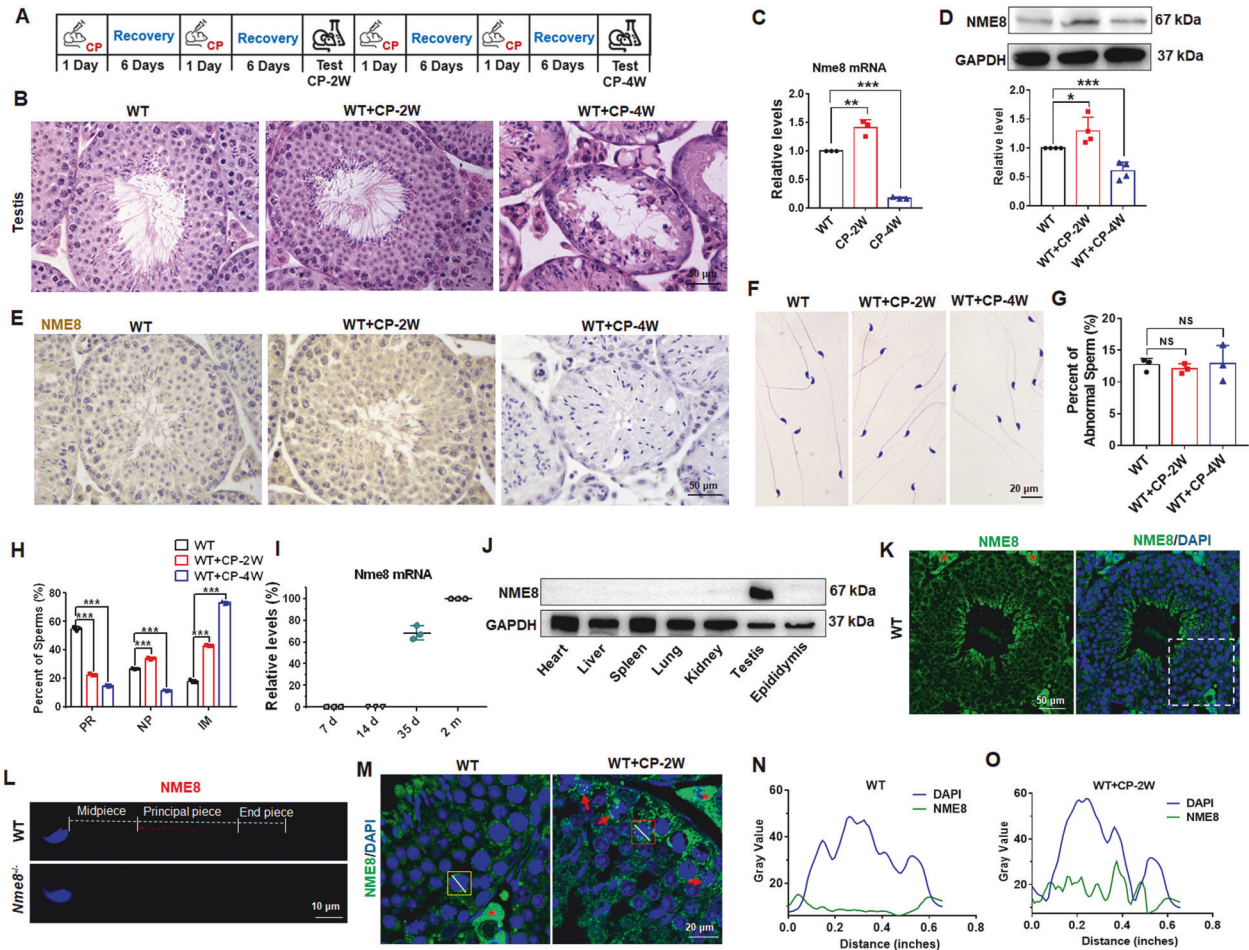 A
CP
Recovery
CP
Recovery
CP
Recovery
CP
Recovery
1 Day
6 Days
1 Day
6 Days
Test
CP-2W
1 Day
6 Days
1 Day
6 Days
Test
CP-4W
B
WT
WT+CP-2W
WT+CP-4W
Testis
50 µm
C
Nme8 mRNA
Relative levels
2.0
1.5
1.0
0.5
0.0
**
***
WT
CP-2W
CP-4W
D
NME8
67 kDa
GAPDH
37 kDa
Relative level
2.0
1.5
1.0
0.5
0.0
***
*
WT
WT+CP-2W
WT+CP-4W
E
NME8
WT
WT+CP-2W
WT+CP-4W
50 µm
F
WT
WT+CP-2W
WT+CP-4W
20 µm
G
Percent of
Abnormal Sperm (%)
20
15
10
5
0
NS
NS
WT
WT+CP-2W
WT+CP-4W
H
WT
WT+CP-2W
WT+CP-4W
Percent of Sperms (%)
80
60
40
20
0
***
***
***
***
***
***
PR
NP
IM
I
Nme8 mRNA
Relative levels (%)
120
100
80
60
40
20
0
7 d
14 d
35 d
2 m
J
NME8
67 kDa
GAPDH
37 kDa
Heart
Liver
Spleen
Lung
Kidney
Testis
Epididymis
K
NME8
NME8/DAPI
WT
*
*
*
*
50 µm
L
NME8
WT
Midpiece
Principal piece
End piece
Nme8-/-
10 µm
M
WT
WT+CP-2W
NME8/DAPI
*
*
20 µm
N
WT
DAPI
NME8
Gray Value
60
40
20
0.0
0.2
0.4
0.6
0.8
Distance (inches)
O
WT+CP-2W
DAPI
NME8
Gray Value
60
40
20
0.0
0.2
0.4
0.6
0.8
Distance (inches)